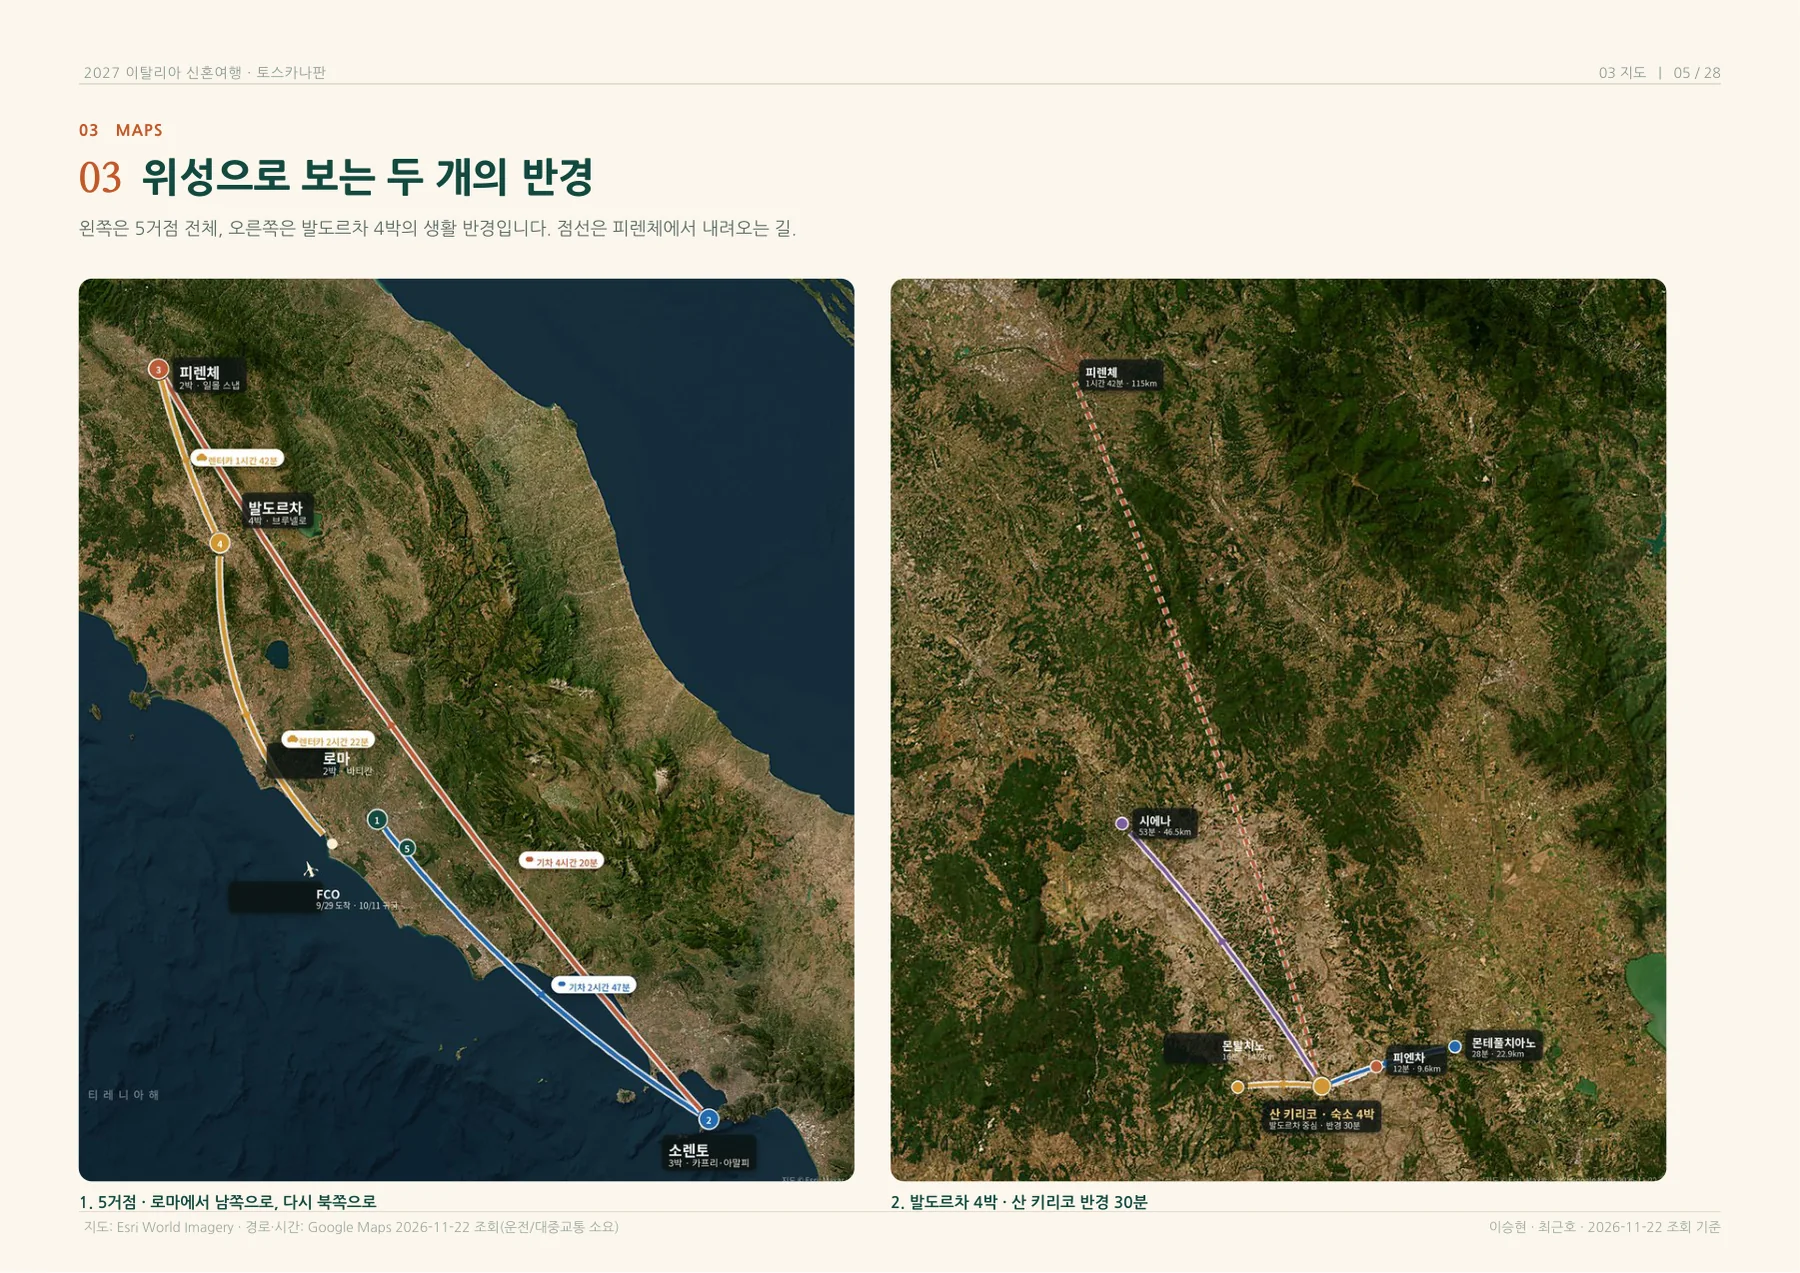 2027 이탈리아 신혼여행 · 토스카나판
03 지도 | 05 / 28
03 MAPS
03 위성으로 보는 두 개의 반경
왼쪽은 5거점 전체, 오른쪽은 발도르차 4박의 생활 반경입니다. 점선은 피렌체에서 내려오는 길.
3
피렌체
2박 · 일몰 스냅
렌터카 1시간 42분
발도르차
4박 · 브루넬로
4
렌터카 2시간 22분
로마
2박 · 바티칸
1
5
기차 4시간 20분
FCO
9/29 도착 · 10/11 귀국
기차 2시간 47분
티레니아해
2
소렌토
3박 · 카프리·아말피
피렌체
1시간 42분 · 115km
시에나
53분 · 46.5km
몬탈치노
몬테풀치아노
28분 · 22.9km
피엔차
12분 · 9.6km
산 키리코 · 숙소 4박
발도르차 중심 · 반경 30분
1. 5거점 · 로마에서 남쪽으로, 다시 북쪽으로
2. 발도르차 4박 · 산 키리코 반경 30분
지도: Esri World Imagery · 경로·시간: Google Maps 2026-11-22 조회(운전/대중교통 소요)
이승현 · 최근호 · 2026-11-22 조회 기준